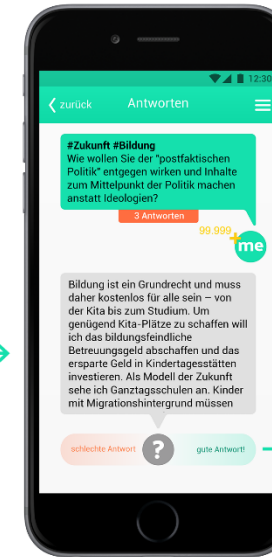 12:30
zurück
Antworten
#Zukunft #Bildung
Wie wollen Sie der "postfaktischen
Politik" entgegen wirken und Inhalte
zum Mittelpunkt der Politik machen
anstatt Ideologien?
3 Antworten
99.999
+
me
Bildung ist ein Grundrecht und muss
daher kostenlos für alle sein – von
der Kita bis zum Studium. Um
genügend Kita-Plätze zu schaffen will
ich das bildungsfeindliche
Betreuungsgeld abschaffen und das
ersparte Geld in Kindertagesstätten
investieren. Als Modell der Zukunft
sehe ich Ganztagsschulen an. Kinder
mit Migrationshintergrund müssen
schlechte Antwort
?
gute Antwort!